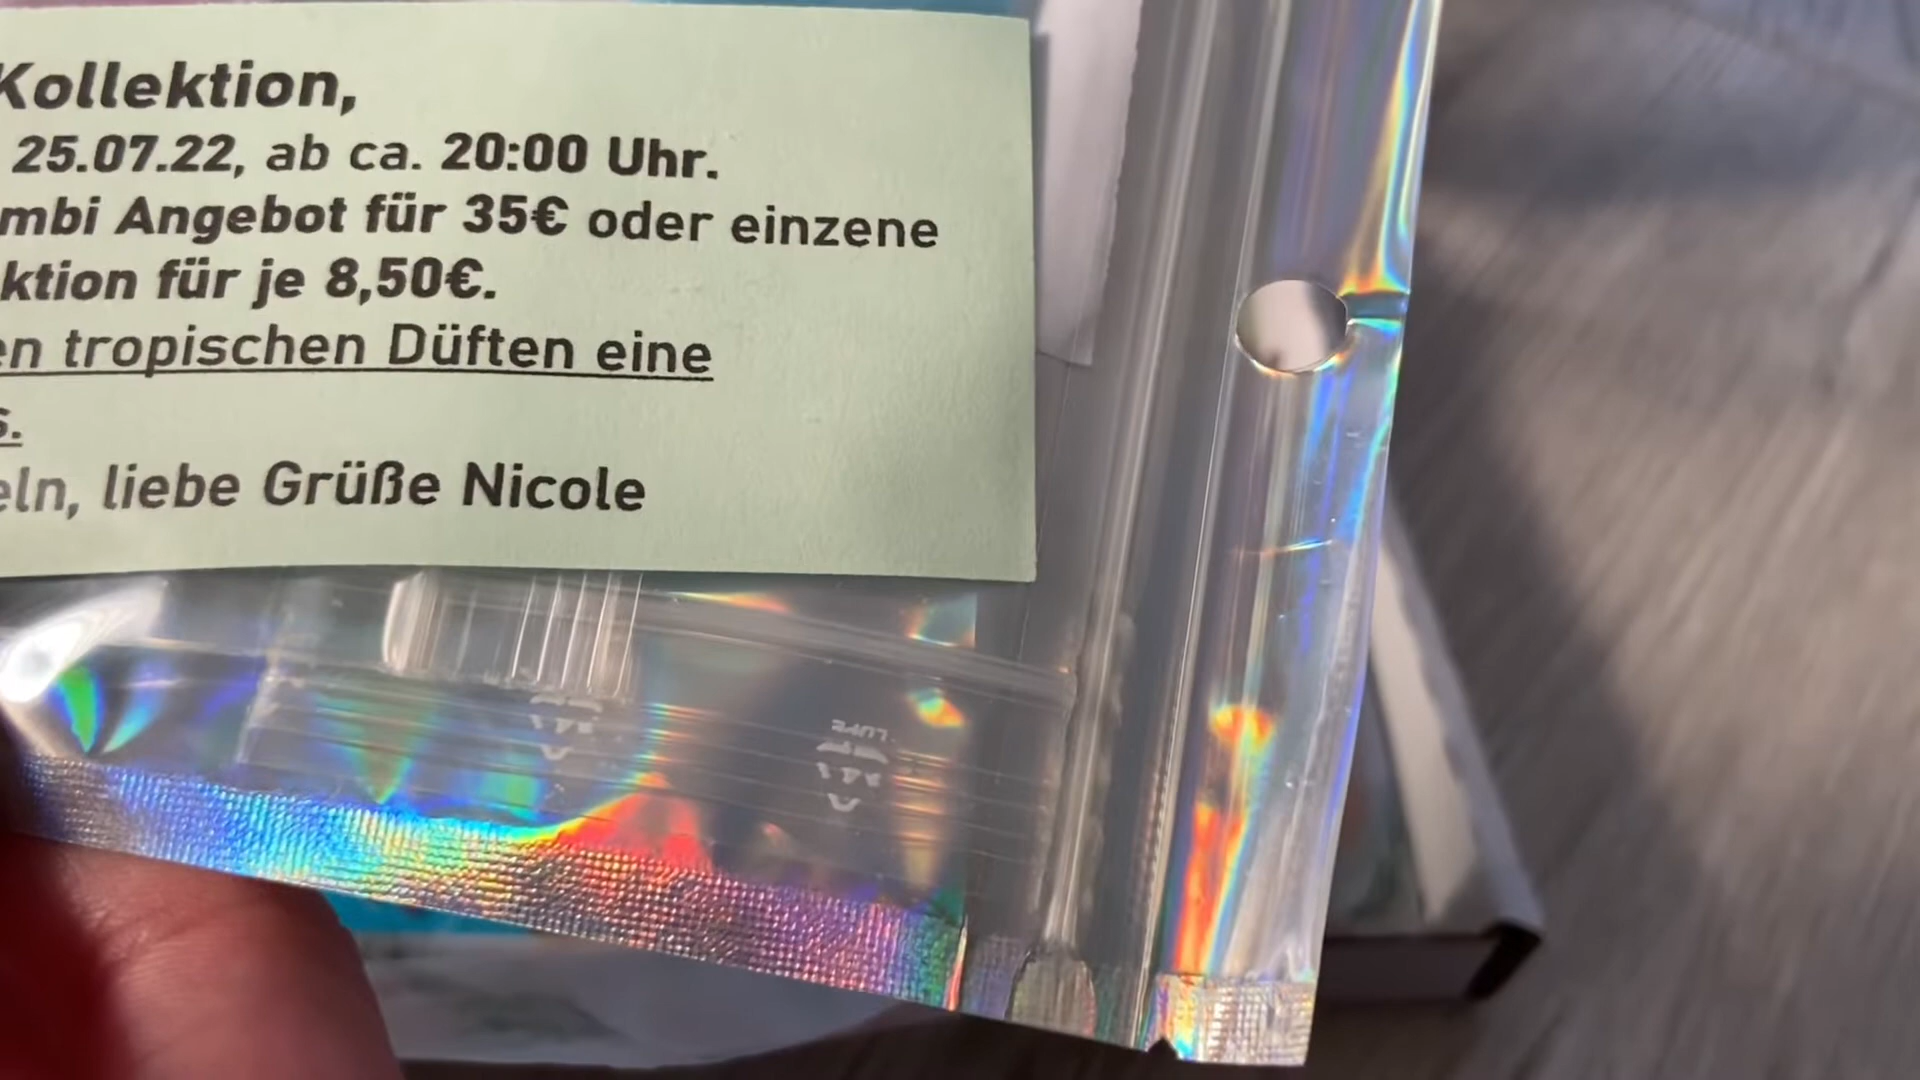 Kollektion,
25.07.22, ab ca. 20:00 Uhr.
mbi Angebot für 35€ oder einzene
ktion für je 8,50€.
en tropischen Düften eine
s.
eln, liebe Grüße Nicole